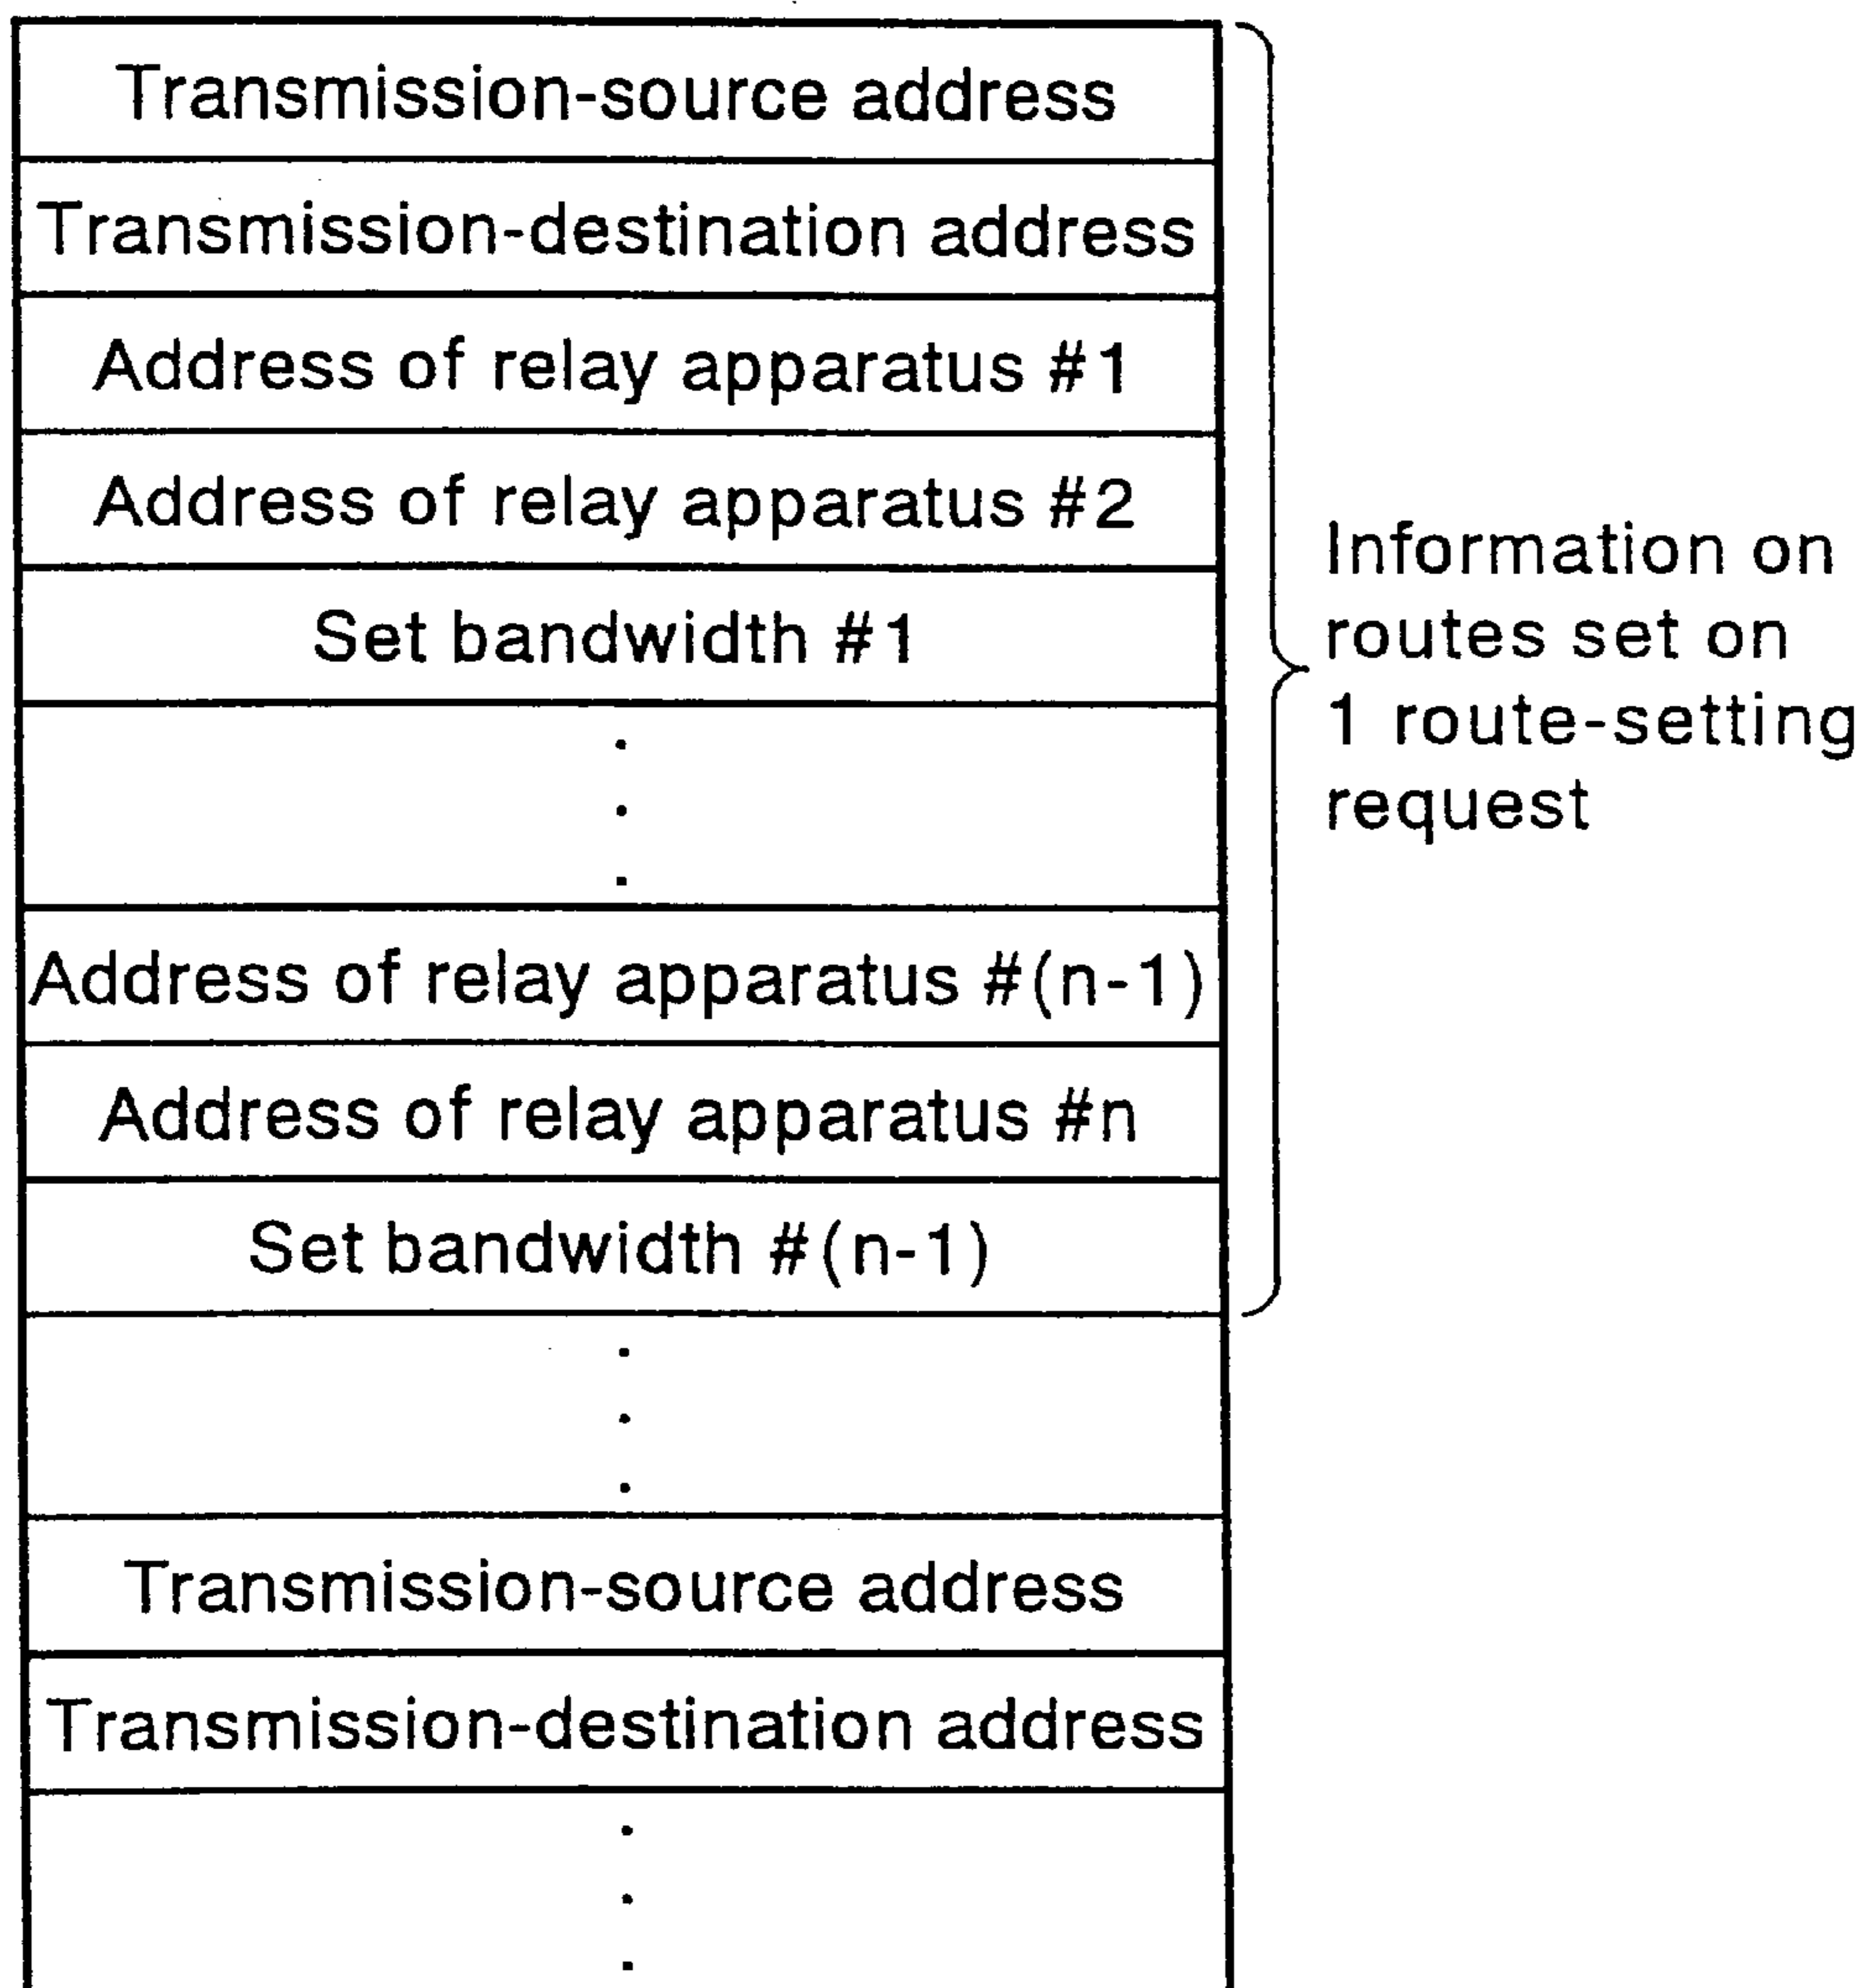 Transmission-source address
Transmission-destination address
Address of relay apparatus #1
Address of relay apparatus #2
Set bandwidth #1
.
.
.
Address of relay apparatus #(n-1)
Address of relay apparatus #n
Set bandwidth #(n-1)
.
.
.
Transmission-source address
Transmission-destination address
.
.
.
Information on
routes set on
1 route-setting
request